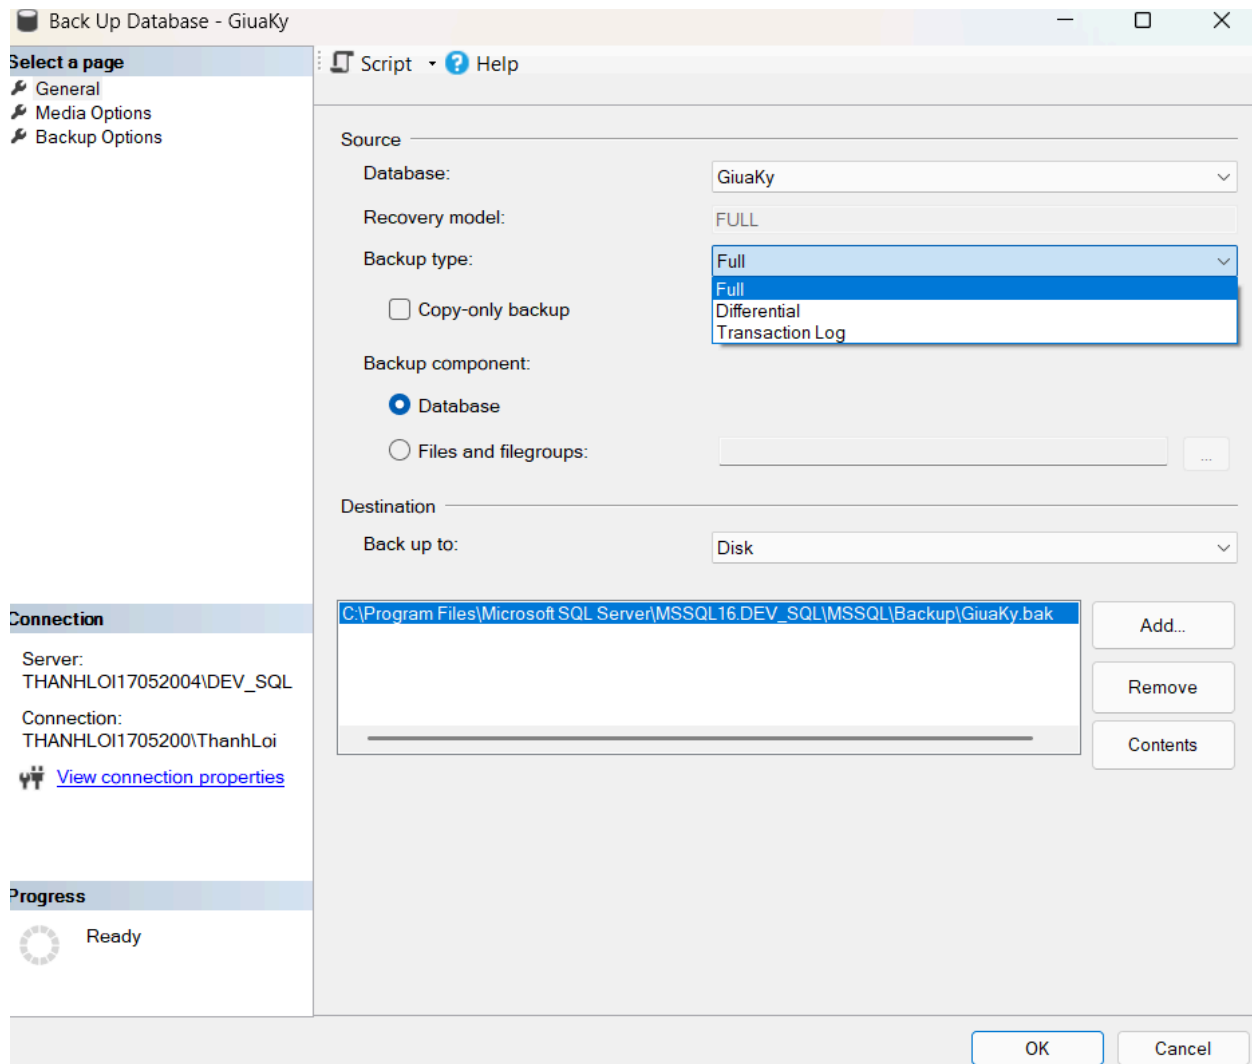 Back Up Database - GiuaKy
Select a page
General
Media Options
Backup Options
Script
Help
Source
Database:
GiuaKy
Recovery model:
FULL
Backup type:
Full
Full
Differential
Transaction Log
Copy-only backup
Backup component:
Database
Files and filegroups:
...
Destination
Back up to:
Disk
C:\Program Files\Microsoft SQL Server\MSSQL16.DEV_SQL\MSSQL\Backup\GiuaKy.bak
Add...
Remove
Contents
Connection
Server:
THANHLOI17052004\DEV_SQL
Connection:
THANHLOI1705200\ThanhLoi
View connection properties
Progress
Ready
OK
Cancel